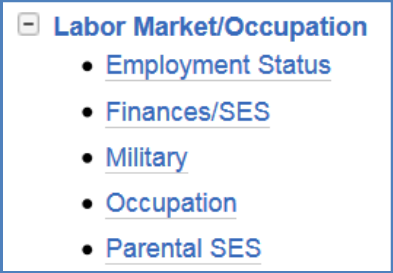 Labor Market/Occupation
Employment Status
Finances/SES
Military
Occupation
Parental SES